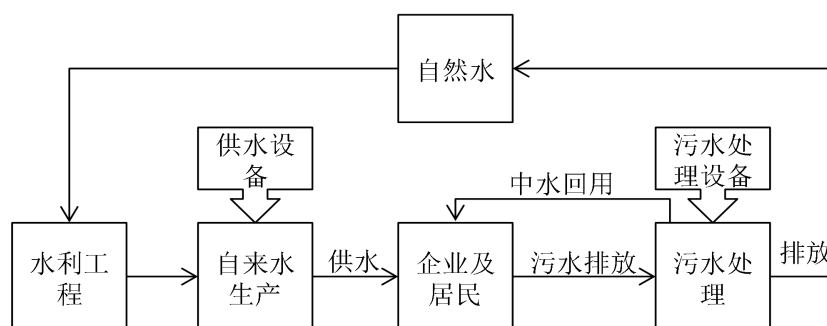 自然水
供水设
备
污水处
理设备
中水回用
水利工
程
自来水
生产
供水
企业及
居民
污水排放
污水处
理
排放